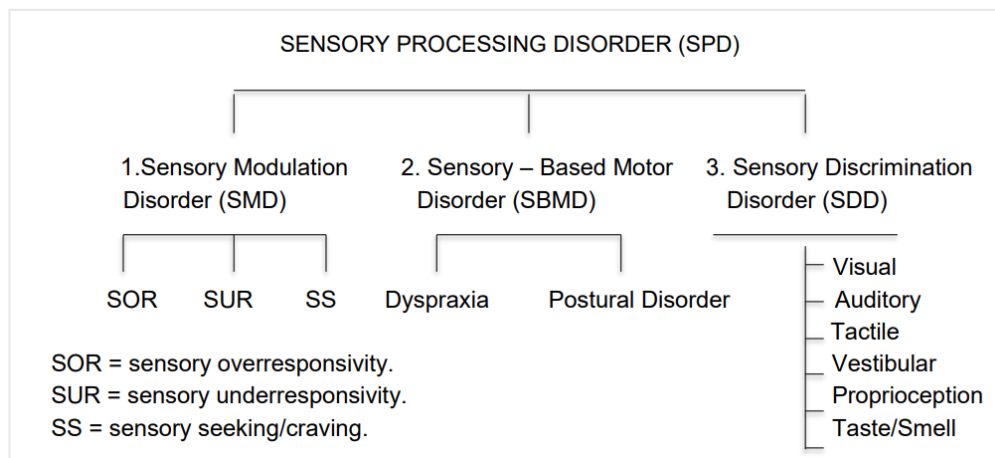 SENSORY PROCESSING DISORDER (SPD)
1.Sensory Modulation
Disorder (SMD)
2. Sensory – Based Motor
Disorder (SBMD)
3. Sensory Discrimination
Disorder (SDD)
SOR
SUR
SS
Dyspraxia
Postural Disorder
Visual
Auditory
Tactile
Vestibular
Proprioception
Taste/Smell
SOR = sensory overresponsivity.
SUR = sensory underresponsivity.
SS = sensory seeking/craving.